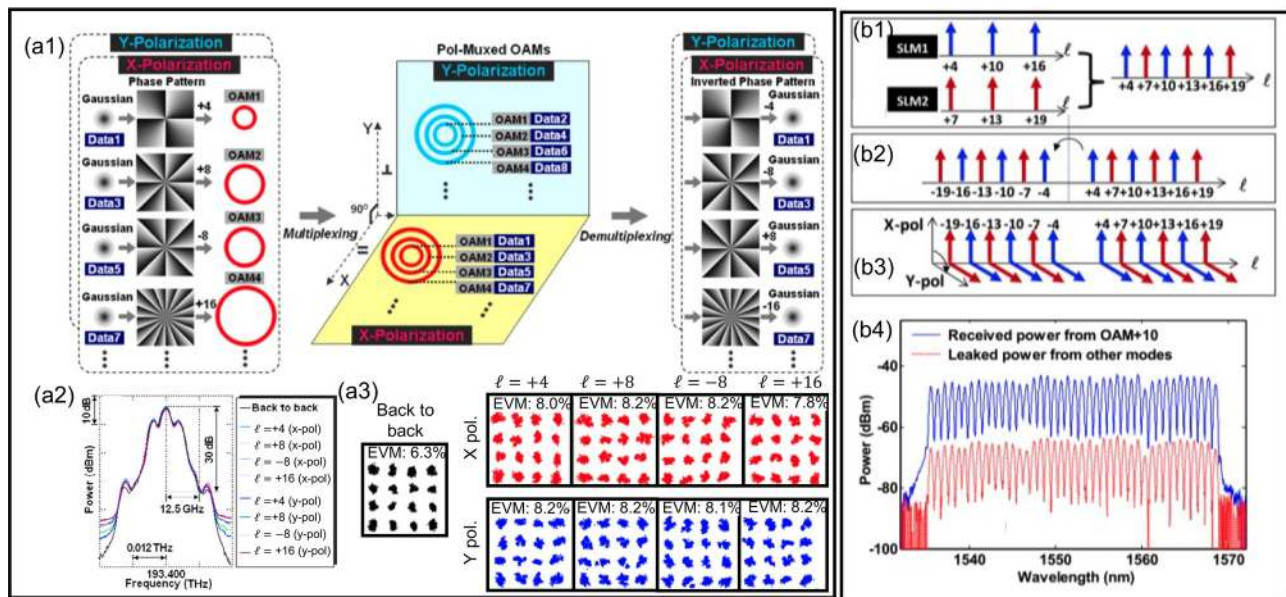 (a1)
Y-Polarization
X-Polarization
Phase Pattern
Gaussian
+4
OAM1
Data1
Gaussian
+8
OAM2
Data3
Gaussian
-8
OAM3
Data5
Gaussian
+16
OAM4
Data7
Multiplexing
Pol-Muxed OAMs
Y-Polarization
Y
90°
X
OAM1 Data2
OAM2 Data4
OAM3 Data6
OAM4 Data8
OAM1 Data1
OAM2 Data3
OAM3 Data5
OAM4 Data7
X-Polarization
Demultiplexing
Y-Polarization
X-Polarization
Inverted Phase Pattern
Gaussian
-4
Data1
Gaussian
-8
Data3
Gaussian
+8
Data5
Gaussian
-16
Data7
(a2)
Power (dBm)
10dB
30 dB
12.5 GHz
0.012 THz
193.400
Frequency (THz)
Back to back
ℓ =+4 (x-pol)
ℓ =+8 (x-pol)
ℓ = −8 (x-pol)
ℓ = +16 (x-pol)
ℓ =+4 (y-pol)
ℓ =+8 (y-pol)
ℓ = −8 (y-pol)
ℓ = +16 (y-pol)
(a3)
Back to
back
EVM: 6.3%
ℓ = +4 ℓ = +8 ℓ = −8 ℓ = +16
X pol.
EVM: 8.0% EVM: 8.2% EVM: 8.2% EVM: 7.8%
Y pol.
EVM: 8.2% EVM: 8.2% EVM: 8.1% EVM: 8.2%
(b1)
SLM1
ℓ
+4 +10 +16
SLM2
ℓ
+7 +13 +19
ℓ
+4 +7 +10 +13 +16 +19
(b2)
ℓ
-19 -16 -13 -10 -7 -4 +4 +7 +10 +13 +16 +19
(b3)
X-pol
-19 -16 -13 -10 -7 -4 +4 +7 +10 +13 +16 +19
ℓ
Y-pol
(b4)
Received power from OAM+10
Leaked power from other modes
Power (dBm)
-40
-60
-80
-100
1540 1550 1560 1570
Wavelength (nm)